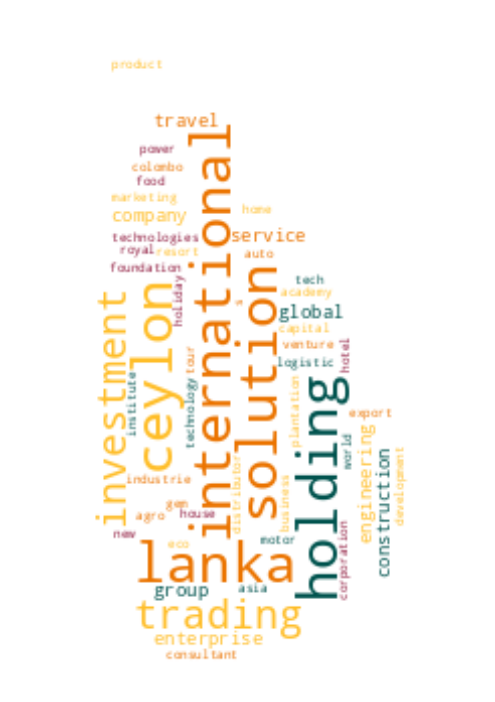 product
travel
power
colombo
food
marketing
company
home
technologies
service
royal
resort
auto
foundation
international
holiday
tech
academy
a
global
capital
venture
logistic
hotel
investment
ceylon
solution
tour
institute
technology
plantation
holding
export
world
engineering
construction
development
industrie
distributor
business
gem
agro
house
new
eco
motor
corporation
lanka
group
asia
trading
enterprise
consultant